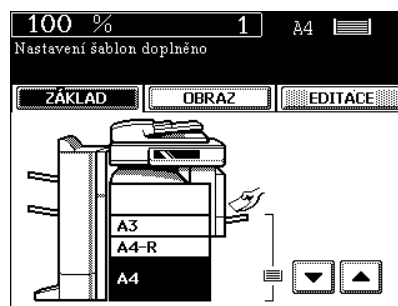 100 % 1 A4
Nastavení šablon doplněno
ZÁKLAD OBRAZ EDITACE
A3
A4-R
A4